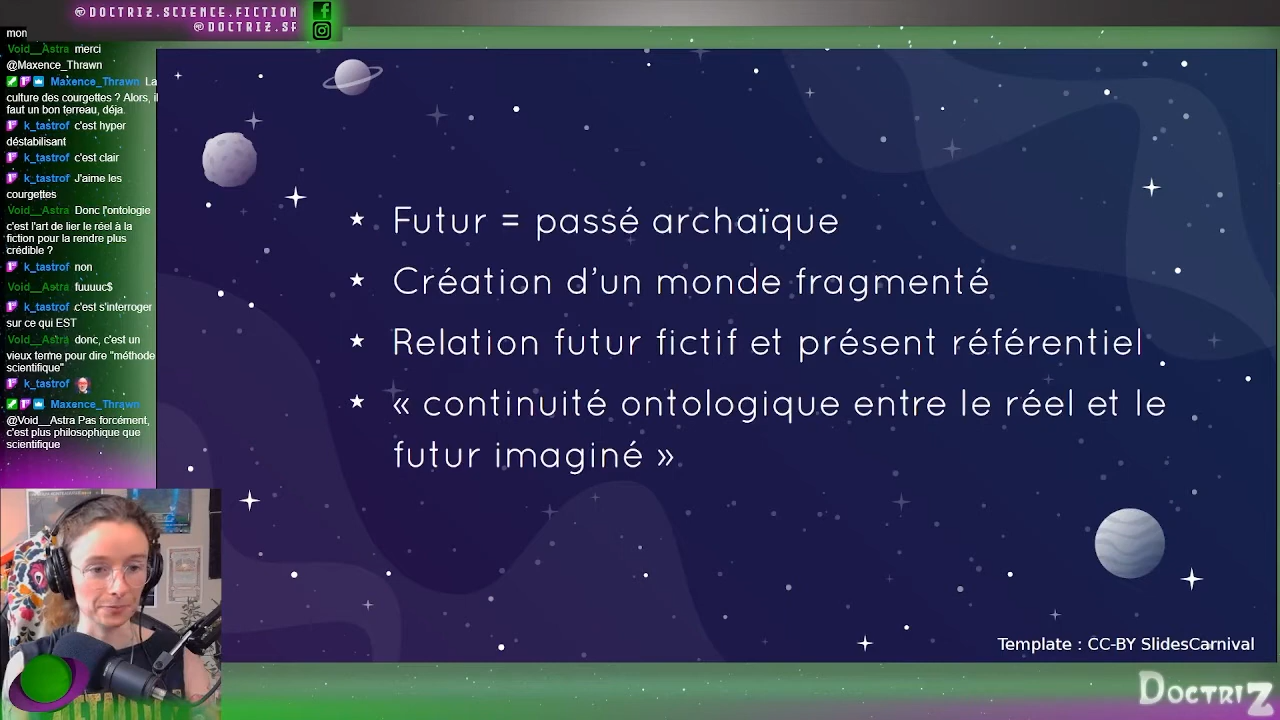 @DOCTRIZ.SCIENCE.FICTION
@DOCTRIZ.SF
mon
Void__Astra merci
@Maxence_Thrawn
Maxence_Thrawn La
culture des courgettes ? Alors, il
faut un bon terreau, déja.
k_tastrof c'est hyper
déstabilisant
k_tastrof c'est clair
k_tastrof J'aime les
courgettes
Void__Astra Donc l'ontologie
c'est l'art de lier le réel à la
fiction pour la rendre plus
crédible ?
k_tastrof non
Void__Astra fuuuuc$
k_tastrof c'est s'interroger
sur ce qui EST
Void__Astra donc, c'est un
vieux terme pour dire "méthode
scientifique"
k_tastrof
Maxence_Thrawn
@Void__Astra Pas forcément,
c'est plus philosophique que
scientifique
Futur = passé archaïque
Création d'un monde fragmenté
Relation futur fictif et présent référentiel
« continuité ontologique entre le réel et le
futur imaginé »
Template : CC-BY SlidesCarnival
DOCTRIZ